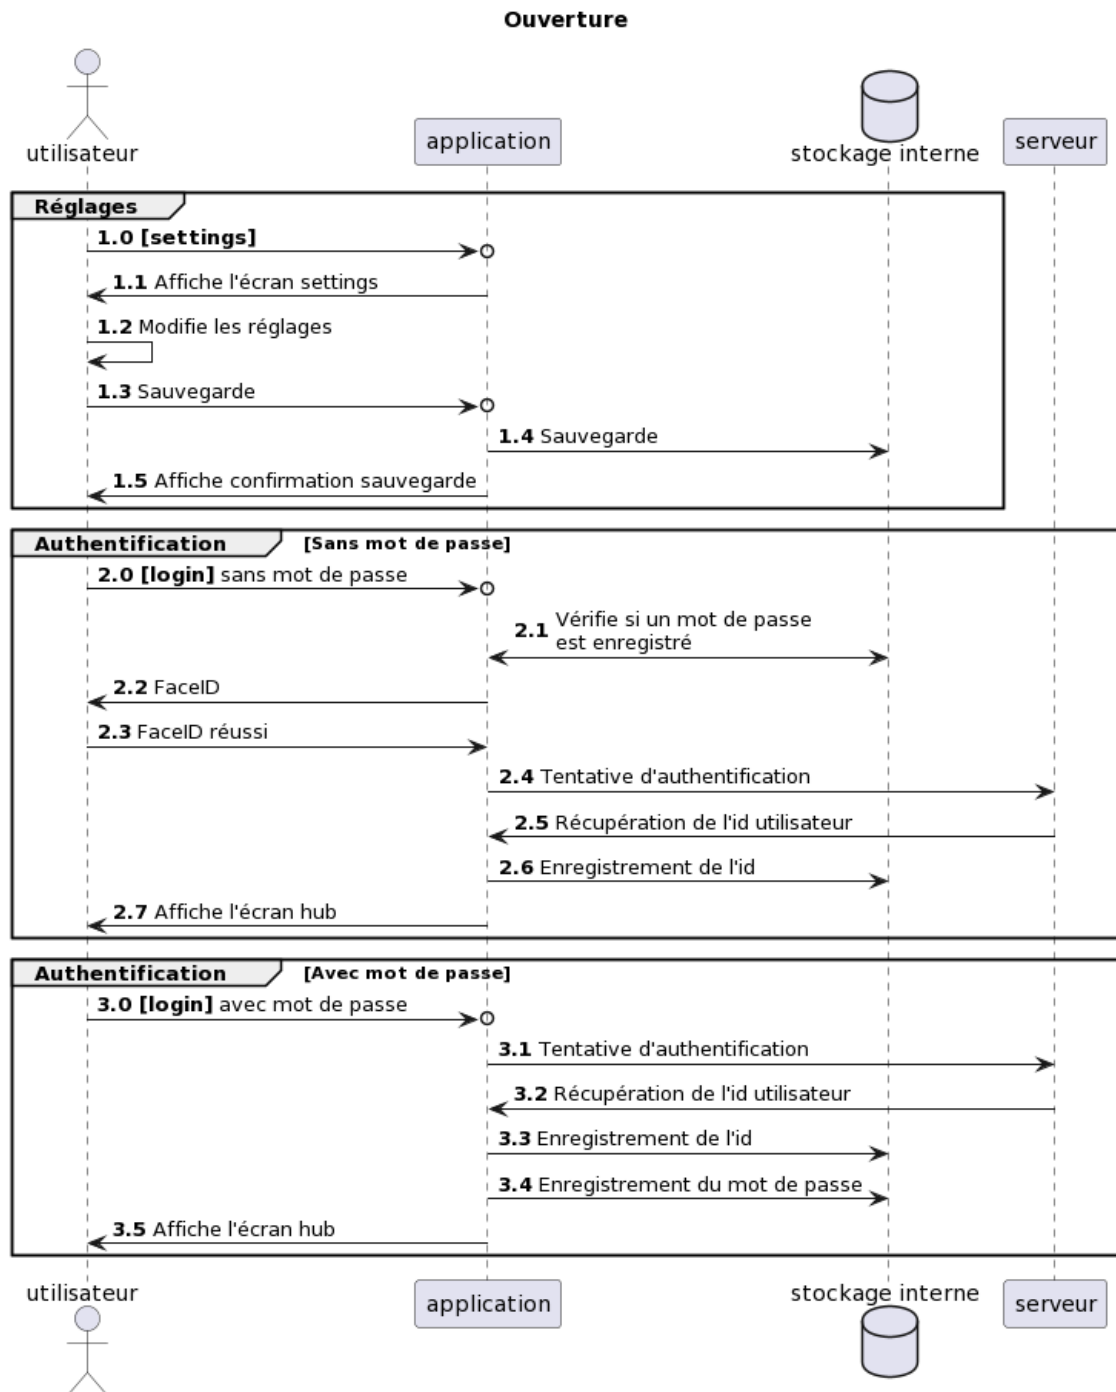 Ouverture
utilisateur
application
stockage interne
serveur
Réglages
1.0 [settings]
1.1 Affiche l'écran settings
1.2 Modifie les réglages
1.3 Sauvegarde
1.4 Sauvegarde
1.5 Affiche confirmation sauvegarde
Authentification [Sans mot de passe]
2.0 [login] sans mot de passe
2.1 Vérifie si un mot de passe
est enregistré
2.2 FaceID
2.3 FaceID réussi
2.4 Tentative d'authentification
2.5 Récupération de l'id utilisateur
2.6 Enregistrement de l'id
2.7 Affiche l'écran hub
Authentification [Avec mot de passe]
3.0 [login] avec mot de passe
3.1 Tentative d'authentification
3.2 Récupération de l'id utilisateur
3.3 Enregistrement de l'id
3.4 Enregistrement du mot de passe
3.5 Affiche l'écran hub
utilisateur
application
stockage interne
serveur